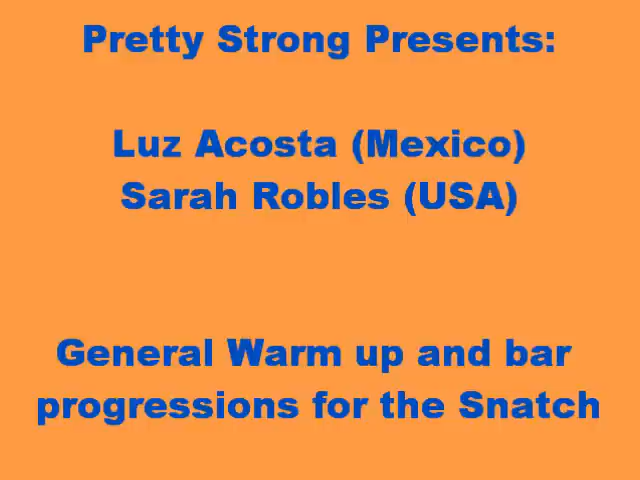 Pretty Strong Presents:
Luz Acosta (Mexico)
Sarah Robles (USA)
General Warm up and bar
progressions for the Snatch